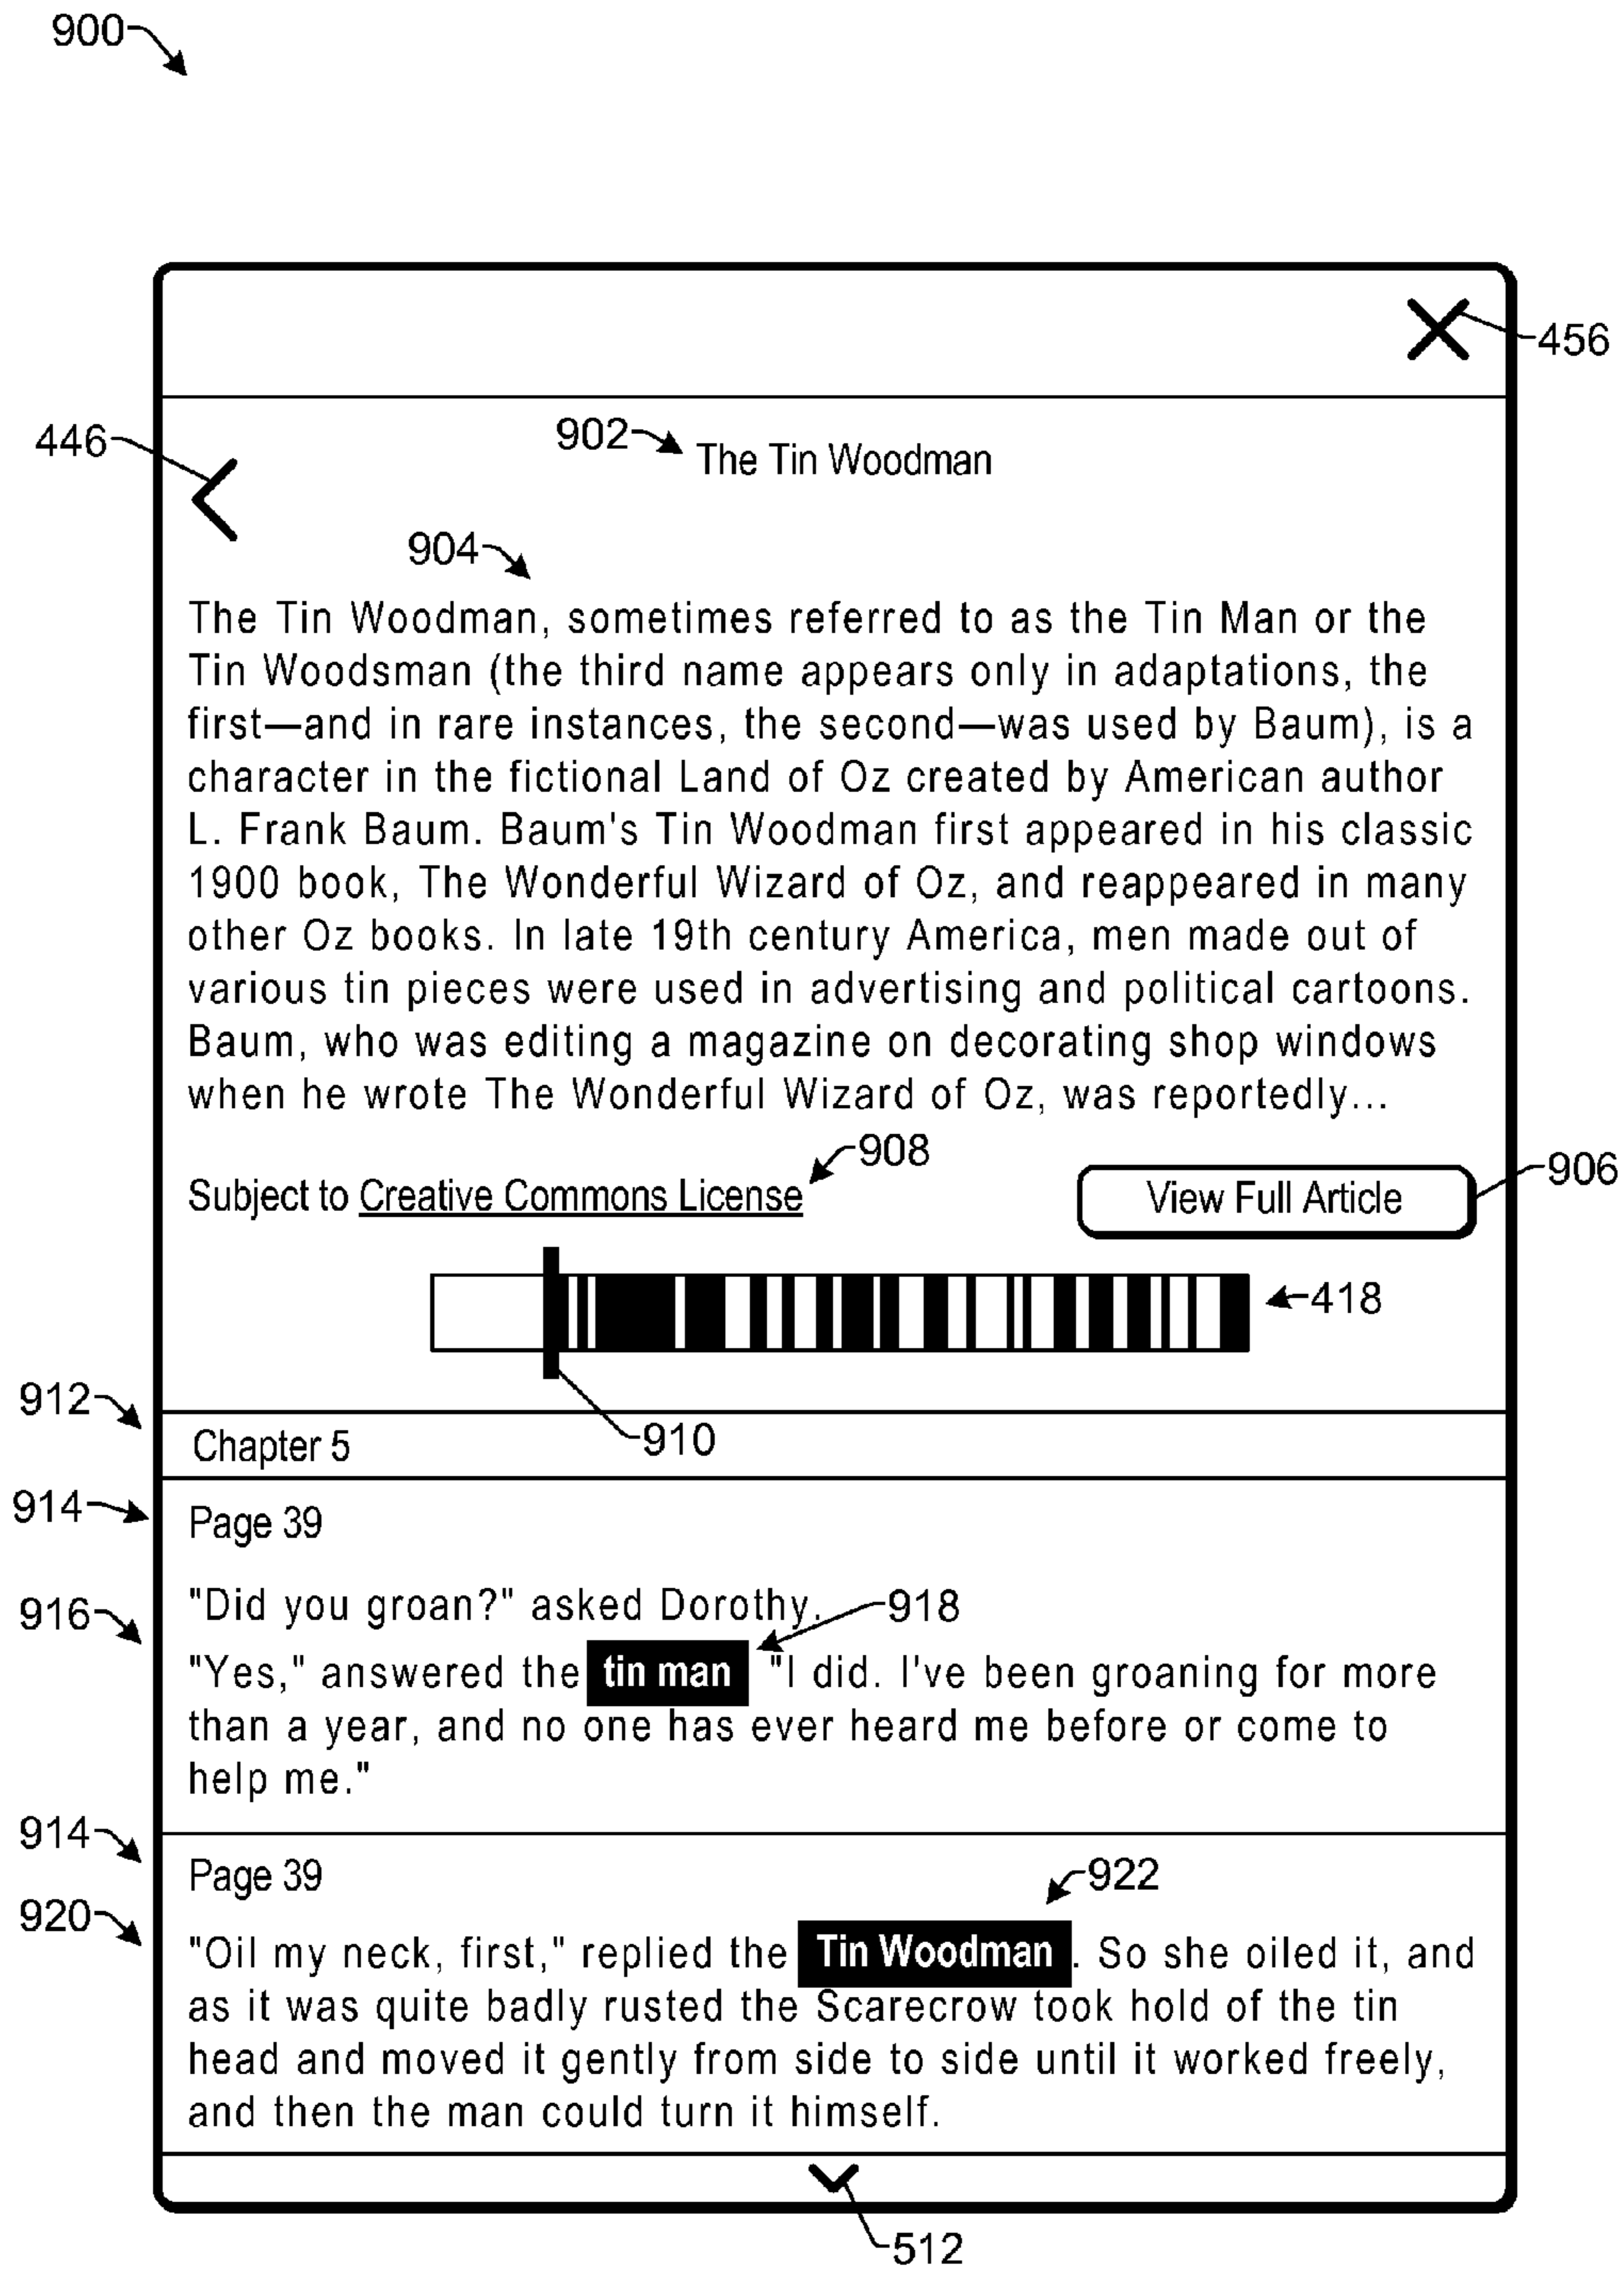 900
456
446
902
The Tin Woodman
904
The Tin Woodman, sometimes referred to as the Tin Man or the
Tin Woodsman (the third name appears only in adaptations, the
first—and in rare instances, the second—was used by Baum), is a
character in the fictional Land of Oz created by American author
L. Frank Baum. Baum's Tin Woodman first appeared in his classic
1900 book, The Wonderful Wizard of Oz, and reappeared in many
other Oz books. In late 19th century America, men made out of
various tin pieces were used in advertising and political cartoons.
Baum, who was editing a magazine on decorating shop windows
when he wrote The Wonderful Wizard of Oz, was reportedly...
908
906
Subject to Creative Commons License
View Full Article
418
912
910
Chapter 5
914
Page 39
"Did you groan?" asked Dorothy.
918
916
"Yes," answered the tin man "I did. I've been groaning for more
than a year, and no one has ever heard me before or come to
help me."
914
Page 39
922
920
"Oil my neck, first," replied the Tin Woodman. So she oiled it, and
as it was quite badly rusted the Scarecrow took hold of the tin
head and moved it gently from side to side until it worked freely,
and then the man could turn it himself.
512